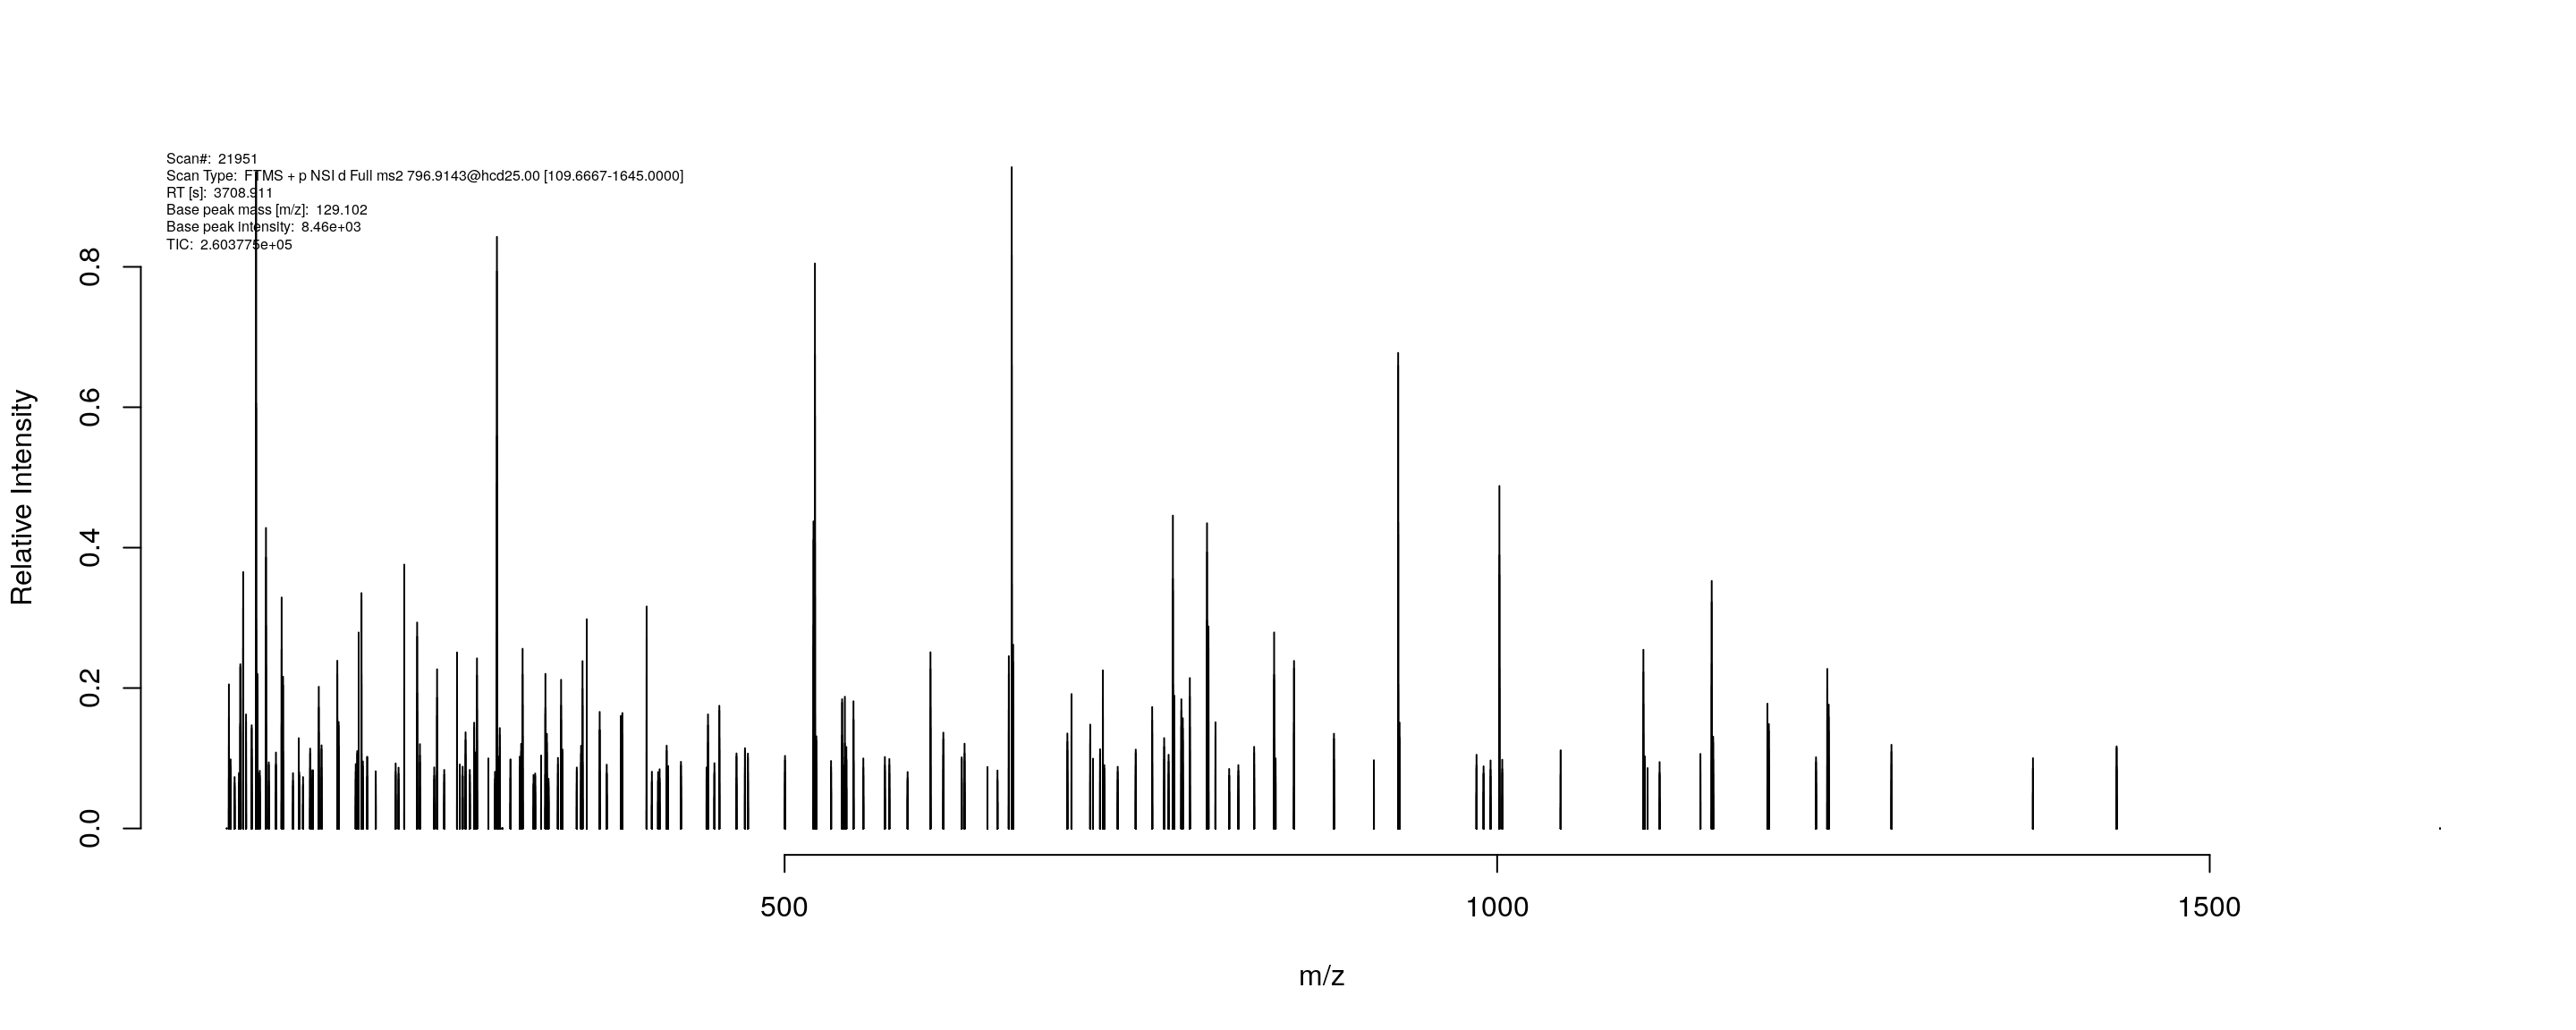 Scan#: 21951
Scan Type: FTMS + p NSI d Full ms2 796.9143@hcd25.00 [109.6667-1645.0000]
RT [s]: 3708.911
Base peak mass [m/z]: 129.102
Base peak intensity: 8.46e+03
TIC: 2.603775e+05
0.8
0.6
0.4
0.2
0.0
Relative Intensity
500 1000 1500
m/z